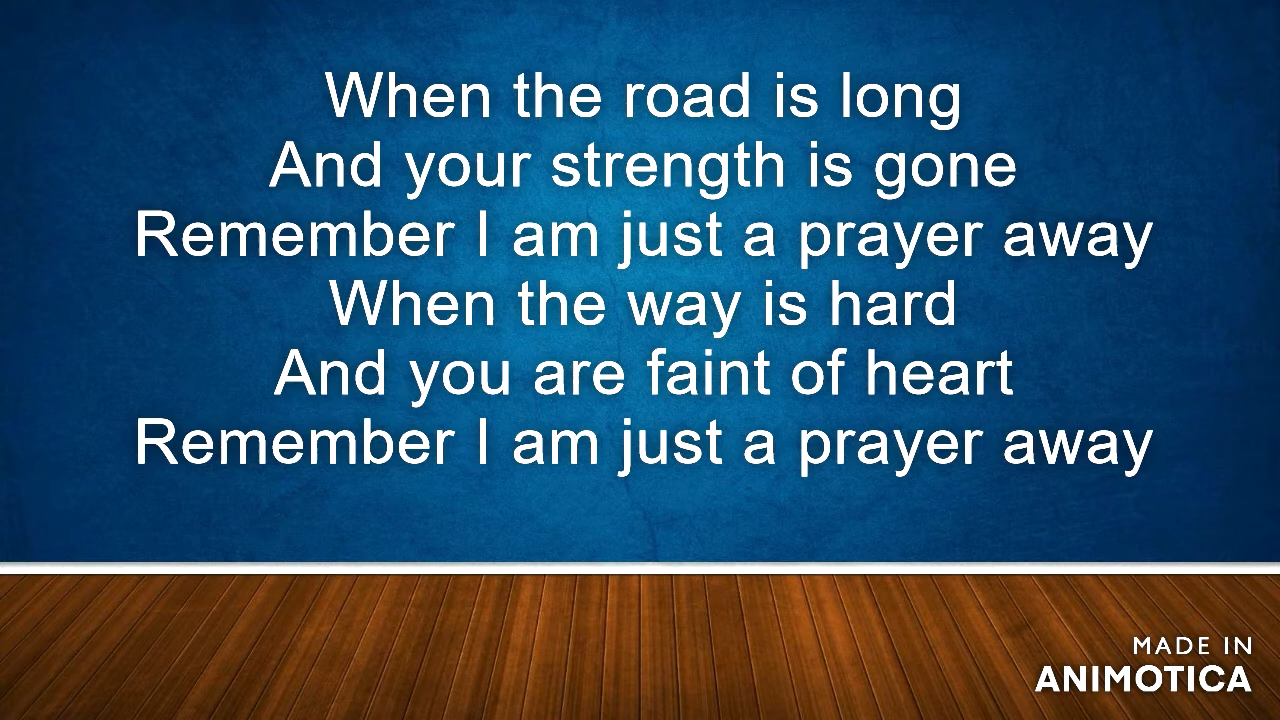 When the road is long
And your strength is gone
Remember I am just a prayer away
When the way is hard
And you are faint of heart
Remember I am just a prayer away
MADE IN
ANIMOTICA